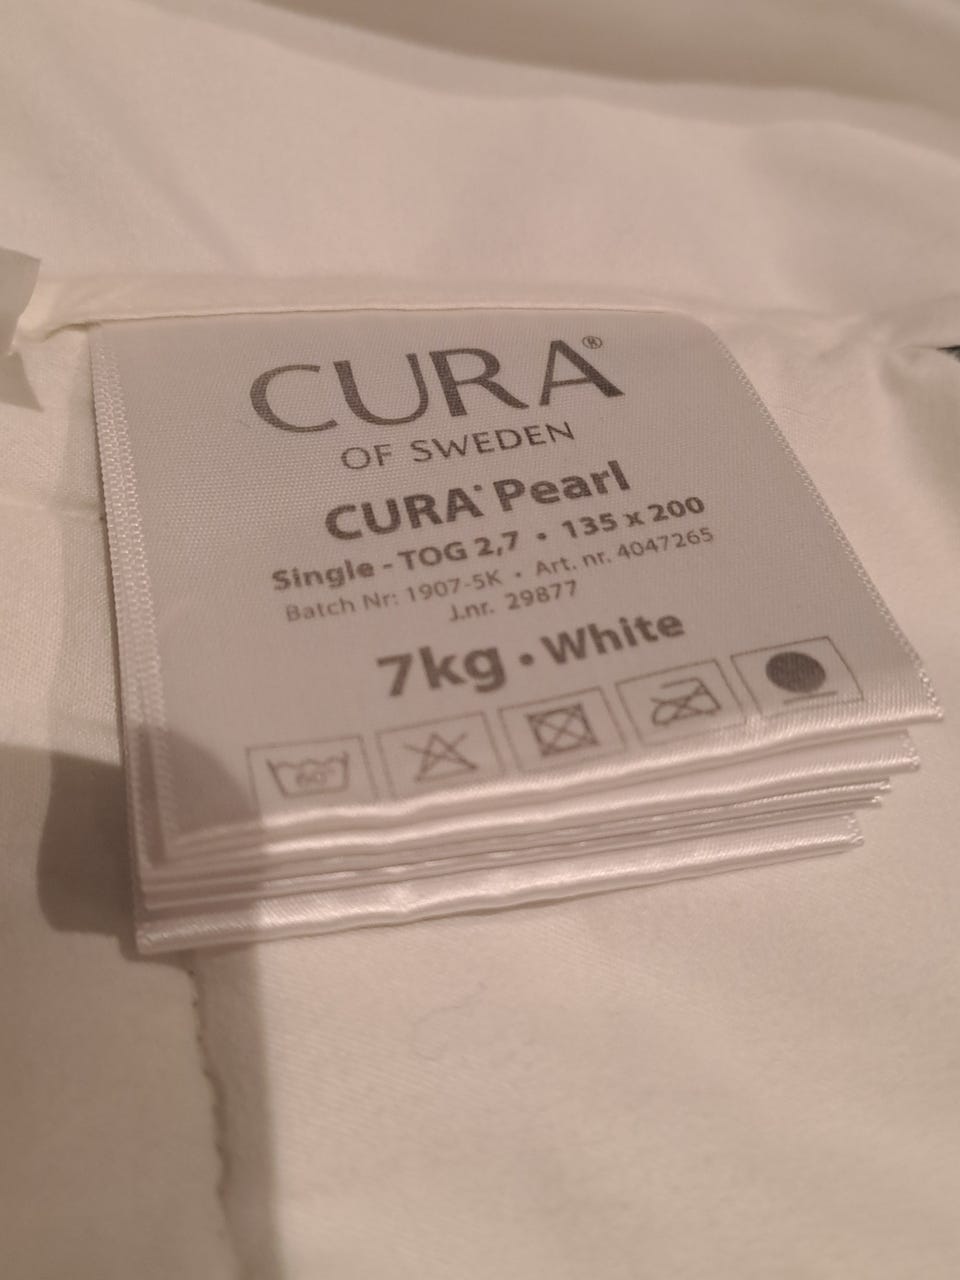 CURA®
OF SWEDEN
CURA® Pearl
Single - TOG 2,7 • 135 x 200
Batch Nr: 1907-5K • Art. nr. 4047265
J.nr. 29877
7kg • White
60°